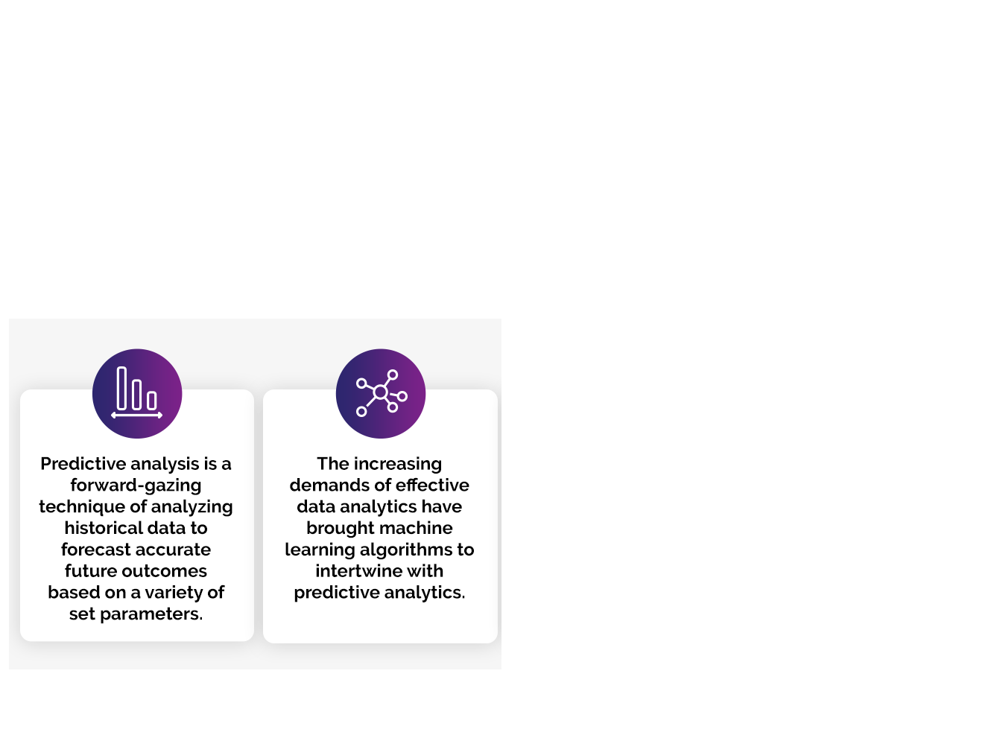 Predictive analysis is a
forward-gazing
technique of analyzing
historical data to
forecast accurate
future outcomes
based on a variety of
set parameters.
The increasing
demands of effective
data analytics have
brought machine
learning algorithms to
intertwine with
predictive analytics.